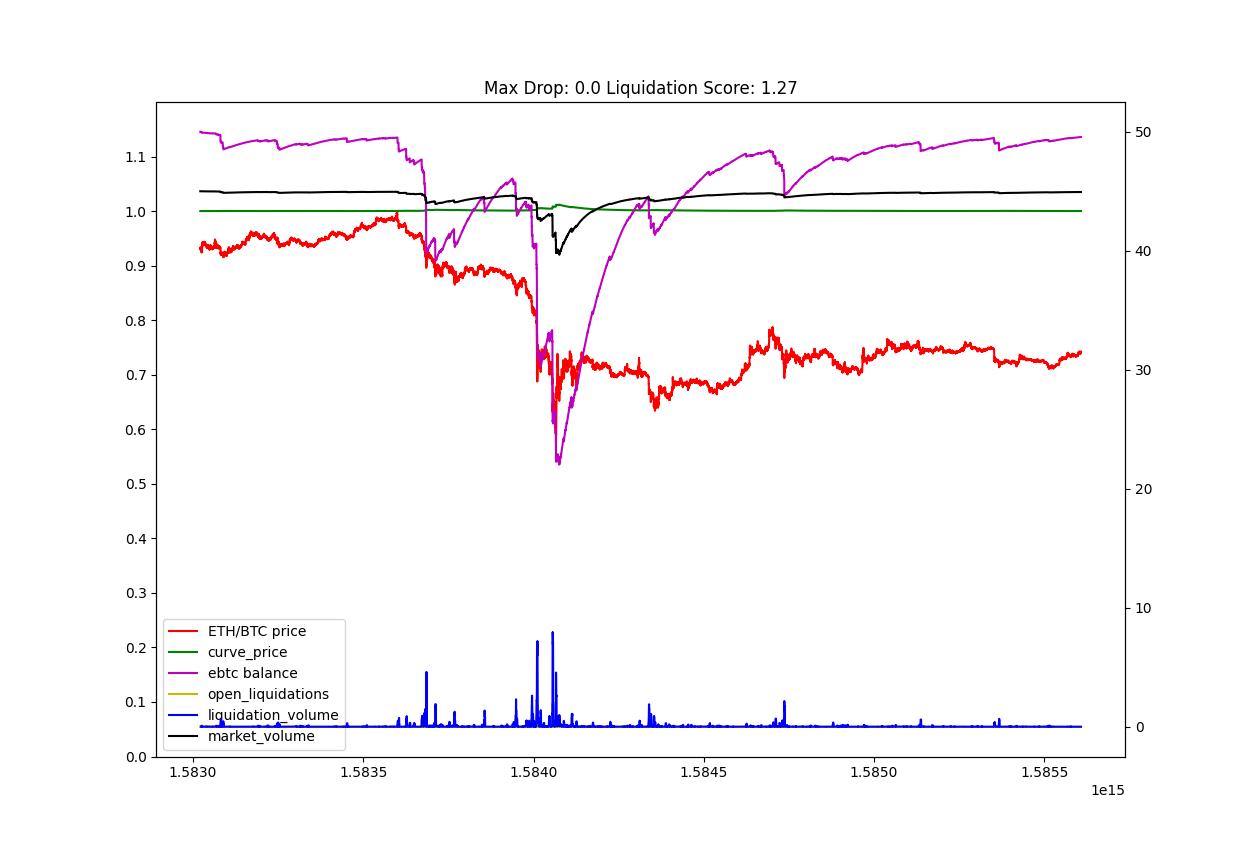 Max Drop: 0.0 Liquidation Score: 1.27
1.1
1.0
0.9
0.8
0.7
0.6
0.5
0.4
0.3
0.2
0.1
0.0
50
40
30
20
10
0
ETH/BTC price
curve_price
ebtc balance
open_liquidations
liquidation_volume
market_volume
1.5830 1.5835 1.5840 1.5845 1.5850 1.5855
1e15